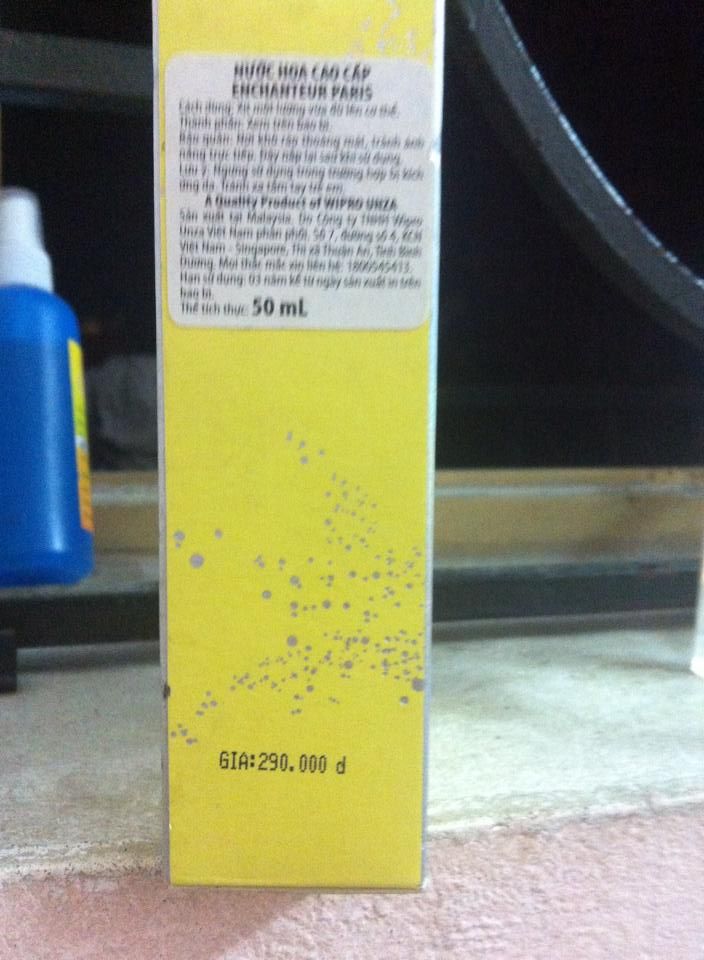 NƯỚC HOA CAO CẤP
ENCHANTEUR PARIS
Cách dùng: Xịt một lượng vừa đủ lên cơ thể.
Thành phần: Xem trên bao bì.
Bảo quản: Nơi khô ráo thoáng mát, tránh ánh
nắng trực tiếp. Đậy nắp lại sau khi sử dụng.
Lưu ý: Ngưng sử dụng trong trường hợp bị kích
ứng da. Tránh xa tầm tay trẻ em.
A Quality Product of WIPRO UNZA
Sản xuất tại Malaysia. Do Công ty TNHH Wipro
Unza Việt Nam phân phối. Số 7, đường số 4, KCN
Việt Nam - Singapore, Thị xã Thuận An, Tỉnh Bình
Dương. Mọi thắc mắc xin liên hệ: 1800545413.
Hạn sử dụng: 03 năm kể từ ngày sản xuất in trên
bao bì.
Thể tích thực: 50 mL
GIA:290.000 d